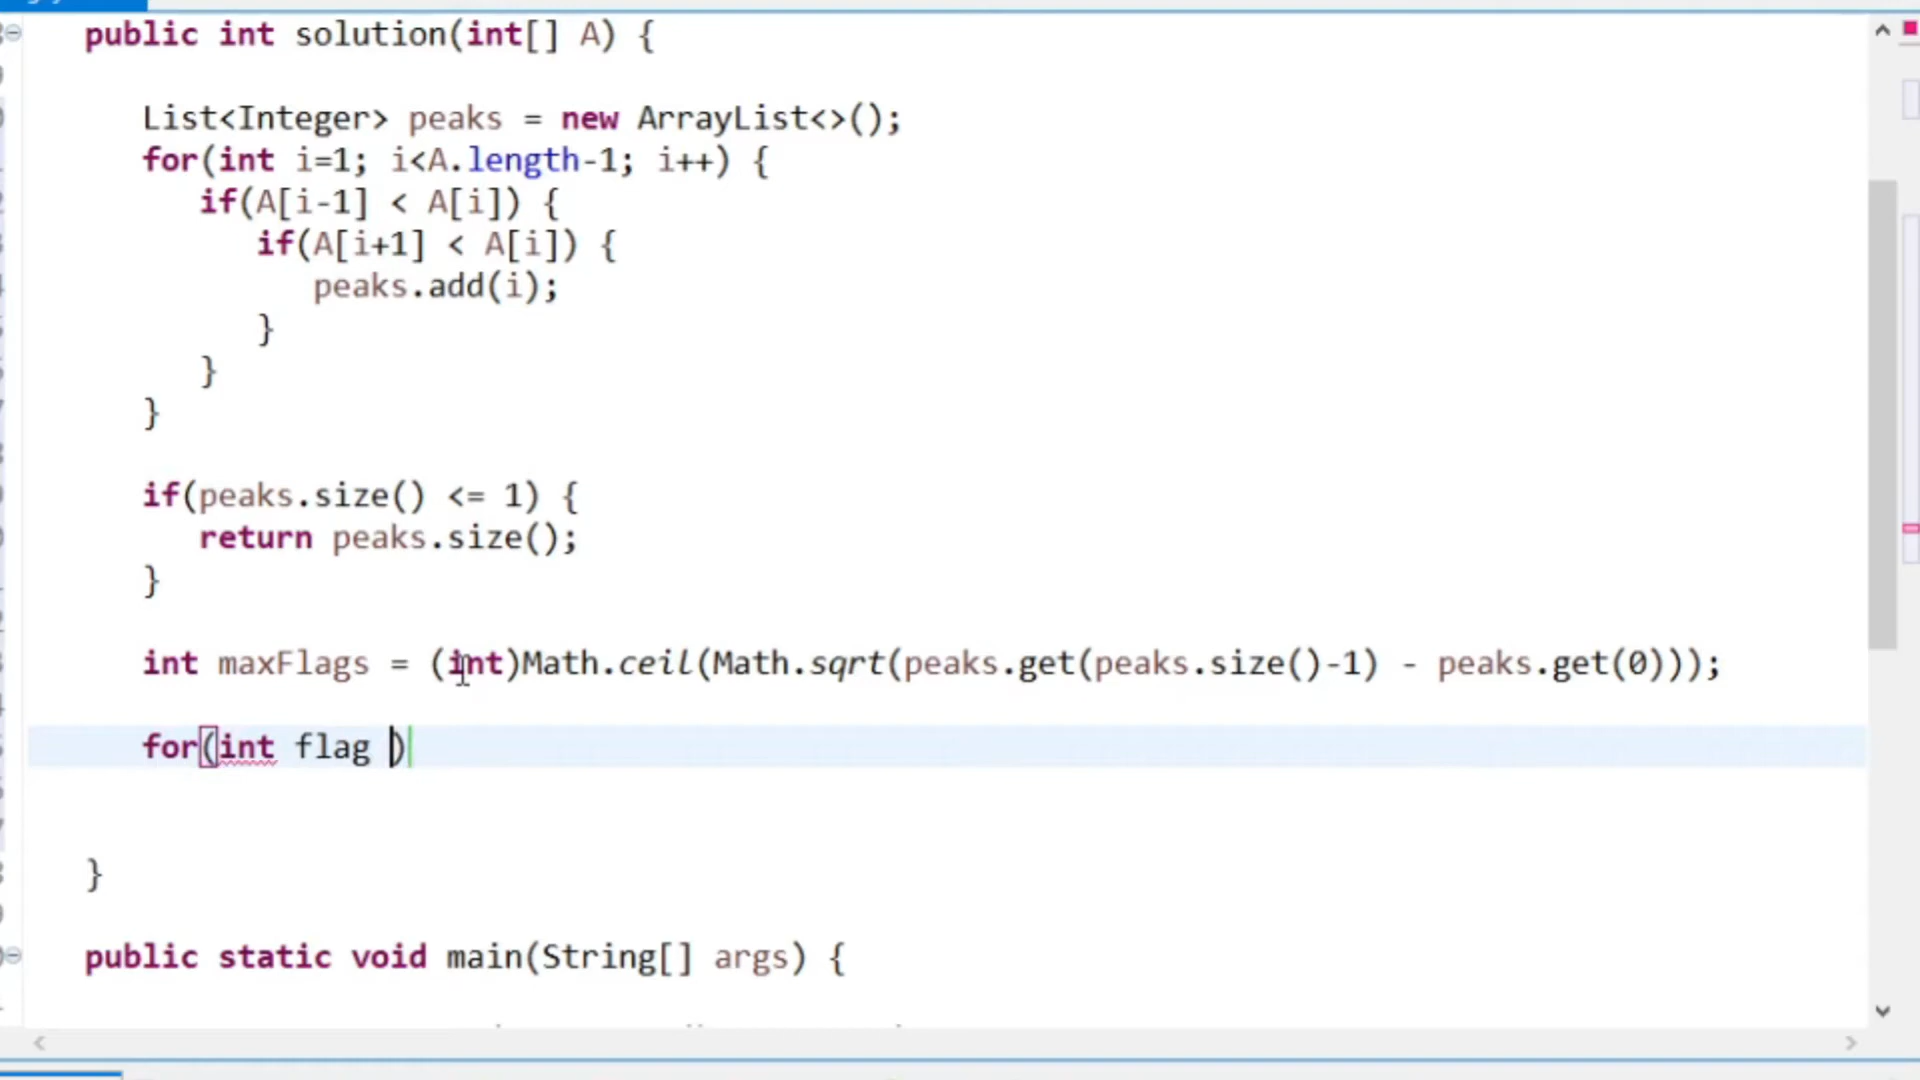 public int solution(int[] A) {
List<Integer> peaks = new ArrayList<>();
for(int i=1; i<A.length-1; i++) {
if(A[i-1] < A[i]) {
if(A[i+1] < A[i]) {
peaks.add(i);
}
}
}
if(peaks.size() <= 1) {
return peaks.size();
}
int maxFlags = (int)Math.ceil(Math.sqrt(peaks.get(peaks.size()-1) - peaks.get(0)));
for(int flag )
}
public static void main(String[] args) {